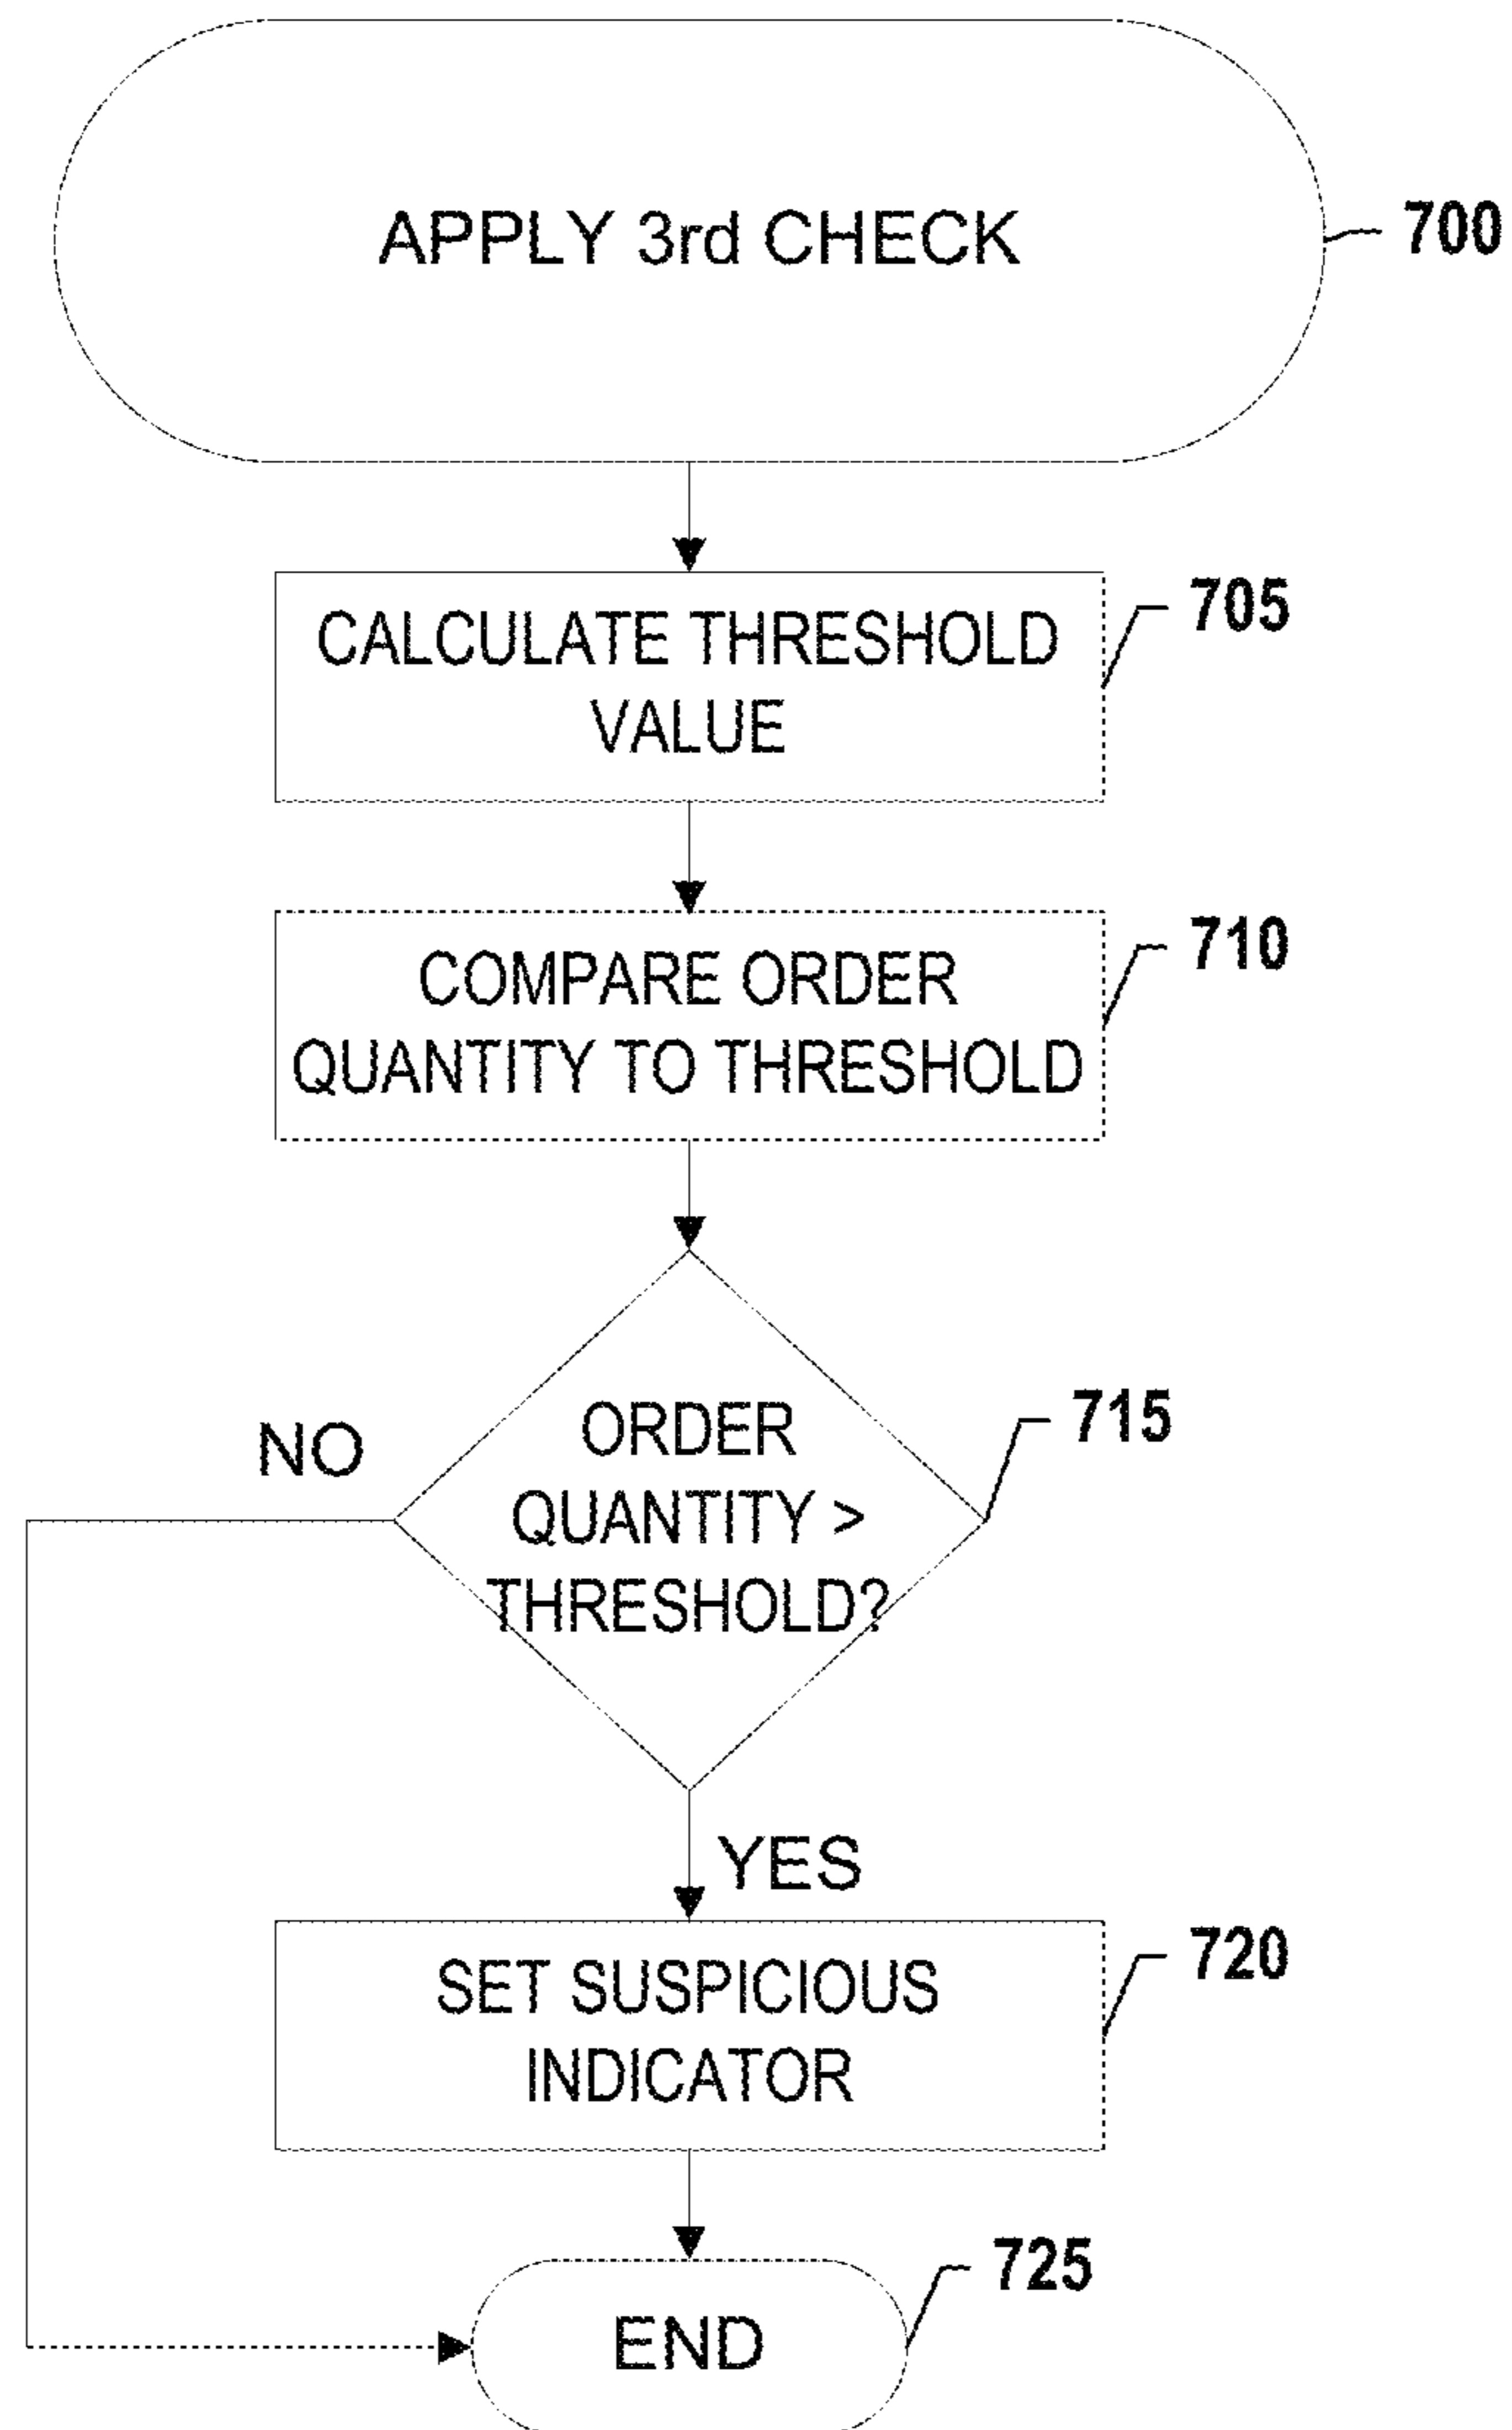 APPLY 3rd CHECK
700
CALCULATE THRESHOLD
VALUE
705
COMPARE ORDER
QUANTITY TO THRESHOLD
710
ORDER
QUANTITY >
THRESHOLD?
715
NO
YES
SET SUSPICIOUS
INDICATOR
720
END
725